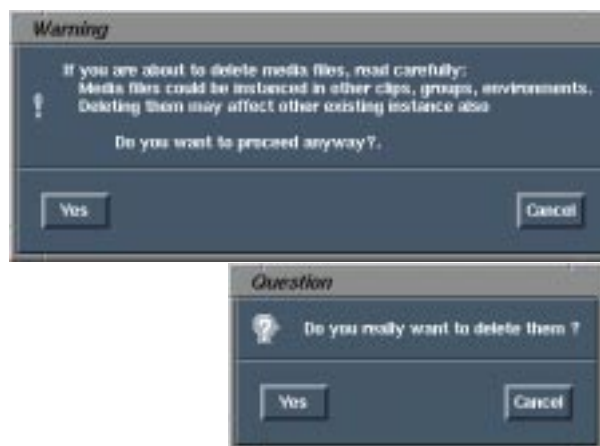 Warning
If you are about to delete media files, read carefully:
Media files could be instanced in other clips, groups, environments.
Deleting them may affect other existing instance also
Do you want to proceed anyway?.
Yes
Cancel
Question
Do you really want to delete them ?
Yes
Cancel